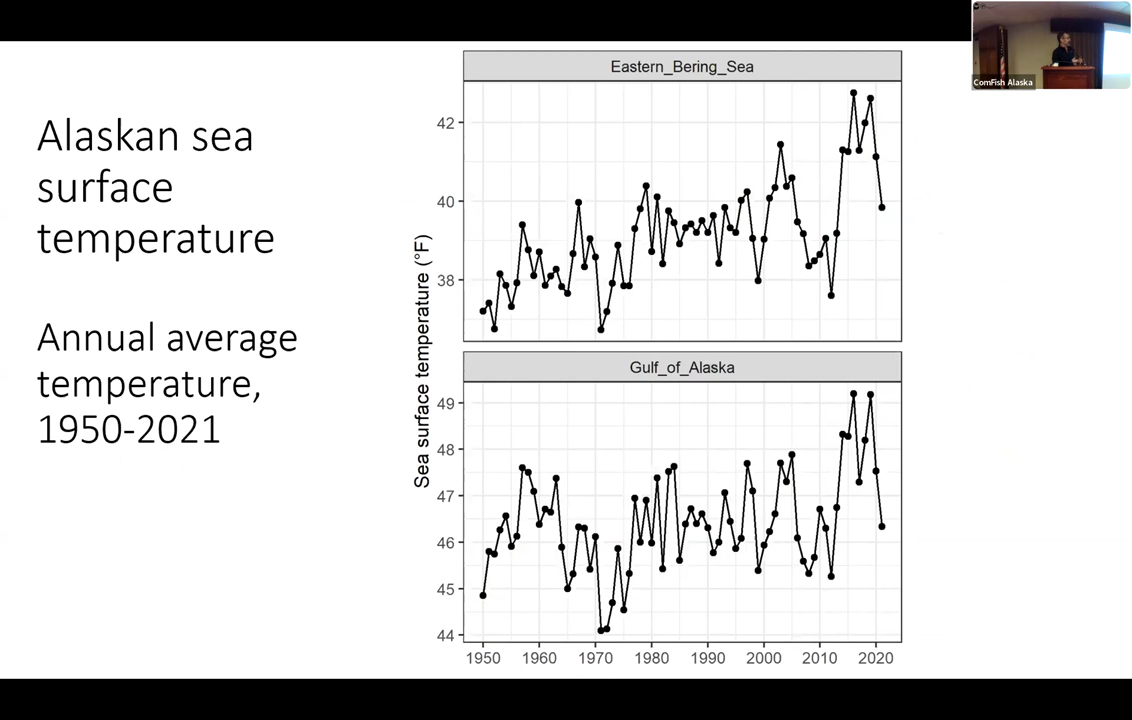 ComFish Alaska
Alaskan sea
surface
temperature
Annual average
temperature,
1950-2021
Sea surface temperature (°F)
Eastern_Bering_Sea
42
40
38
Gulf_of_Alaska
49
48
47
46
45
44
1950 1960 1970 1980 1990 2000 2010 2020